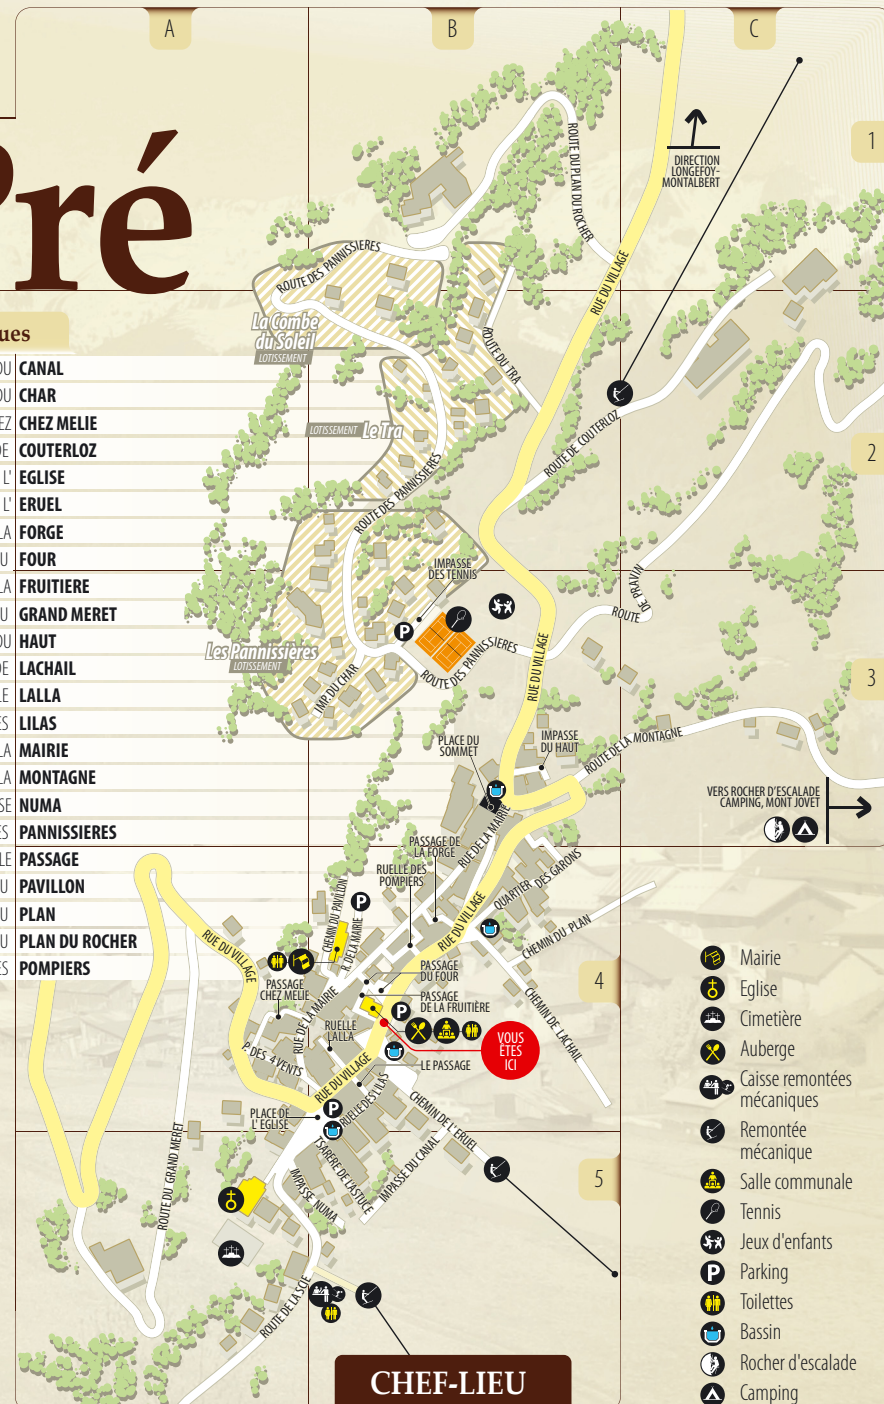 A
B
C
1
2
3
4
5
Pré
ues
DU CANAL
DU CHAR
EZ CHEZ MELIE
DE COUTERLOZ
L' EGLISE
L' ERUEL
LA FORGE
U FOUR
LA FRUITIERE
U GRAND MERET
DU HAUT
DE LACHAIL
LE LALLA
ES LILAS
LA MAIRIE
LA MONTAGNE
SE NUMA
ES PANNISSIERES
LE PASSAGE
U PAVILLON
U PLAN
U PLAN DU ROCHER
ES POMPIERS
DIRECTION
LONGEFOY-
MONTALBERT
ROUTE DU PLAN DU ROCHER
ROUTE DES PANNISSIERES
RUE DU VILLAGE
La Combe
du Soleil
LOTISSEMENT
ROUTE DU TRA
LOTISSEMENT Le Tra
ROUTE DE COUTERLOZ
ROUTE DES PANNISSIERES
IMPASSE
DES TENNIS
P
ROUTE DE PRAVIN
Les Pannissières
LOTISSEMENT
IMP. DU CHAR
ROUTE DES PANNISSIERES
RUE DU VILLAGE
PLACE DU
SOMMET
IMPASSE
DU HAUT
ROUTE DE LA MONTAGNE
VERS ROCHER D'ESCALADE
CAMPING, MONT JOVET
RUE DE LA MAIRIE
PASSAGE DE
LA FORGE
RUELLE DES
POMPIERS
QUARTIER DES GARONS
CHEMIN DU PAVILLON
P
R. DE LA MAIRIE
RUE DU VILLAGE
CHEMIN DU PLAN
RUE DU VILLAGE
PASSAGE
CHEZ MELIE
RUE DE LA MAIRIE
PASSAGE
DU FOUR
PASSAGE
DE LA FRUITIÈRE
P
CHEMIN DE LACHAIL
RUELLE
LALLA
VOUS
ÊTES
ICI
P. DES 4 VENTS
RUE DU VILLAGE
LE PASSAGE
RUELLE DES LILAS
P
PLACE DE
L' EGLISE
CHEMIN DE L'ERUEL
TSARERE DE L'ASTUCE
IMPASSE DU CANAL
ROUTE DU GRAND MERET
IMPASSE NUMA
ROUTE DE LA SCIE
CHEF-LIEU
Mairie
Eglise
Cimetière
Auberge
Caisse remontées
mécaniques
Remontée
mécanique
Salle communale
Tennis
Jeux d'enfants
P Parking
Toilettes
Bassin
Rocher d'escalade
Camping